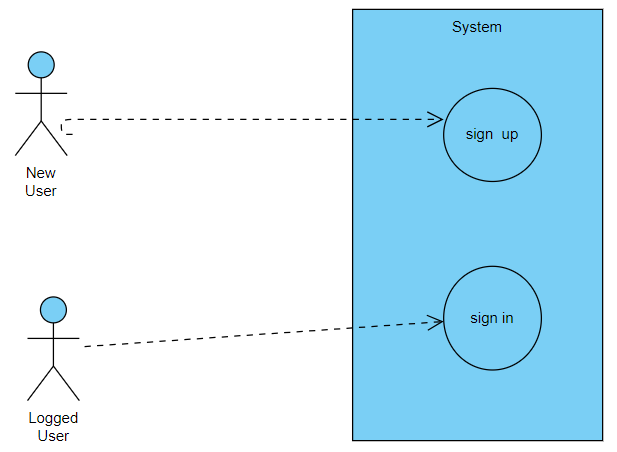 System
sign up
New
User
sign in
Logged
User